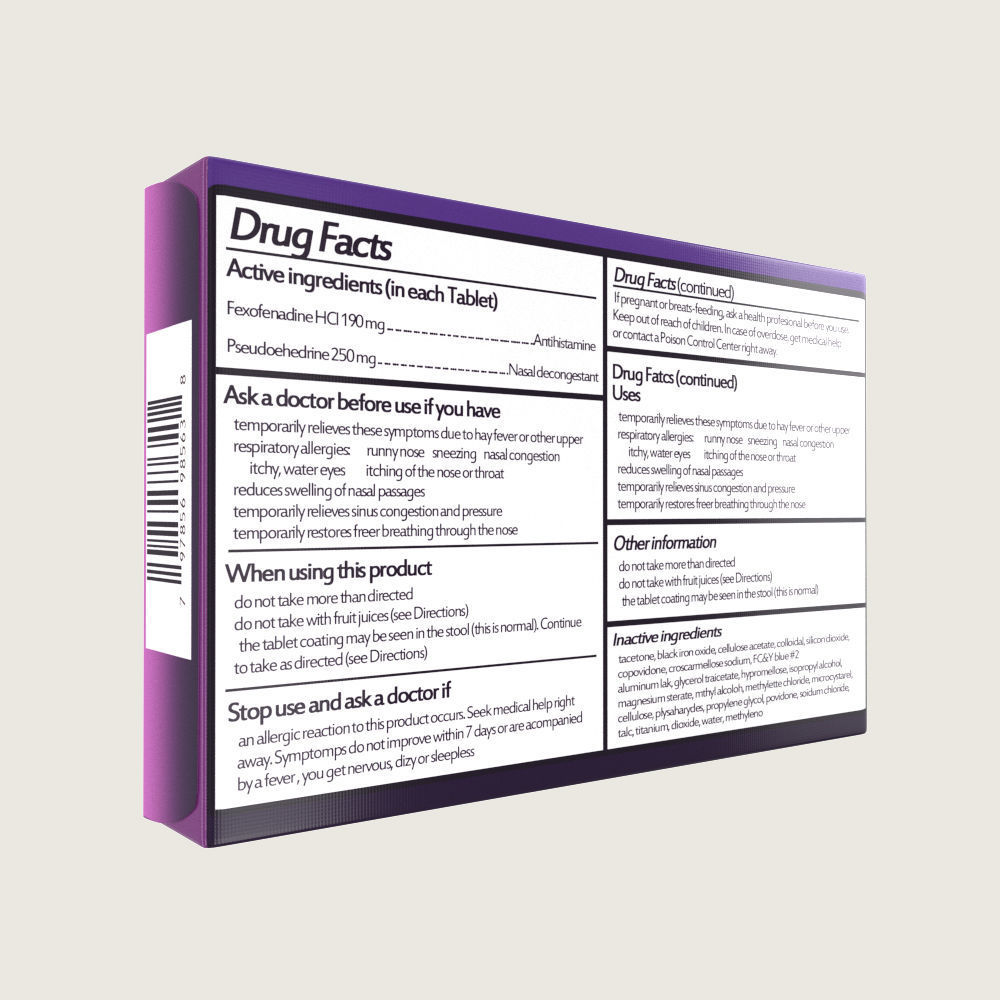 Drug Facts
Active ingredients (in each Tablet)
Fexofenadine HCl 190 mg Antihistamine
Pseudoehedrine 250 mg Nasal decongestant
Ask a doctor before use if you have
temporarily relieves these symptoms due to hay fever or other upper
respiratory allergies: runny nose sneezing nasal congestion
itchy, water eyes itching of the nose or throat
reduces swelling of nasal passages
temporarily relieves sinus congestion and pressure
temporarily restores freer breathing through the nose
When using this product
do not take more than directed
do not take with fruit juices (see Directions)
the tablet coating may be seen in the stool (this is normal). Continue
to take as directed (see Directions)
Stop use and ask a doctor if
an allergic reaction to this product occurs. Seek medical help right
away. Symptomps do not improve within 7 days or are acompanied
by a fever, you get nervous, dizy or sleepless
Drug Facts (continued)
If pregnant or breats-feeding, ask a health profesional before you use.
Keep out of reach of children. In case of overdose, get medical help
or contact a Poison Control Center right away.
Drug Fatcs (continued)
Uses
temporarily relieves these symptoms due to hay fever or other upper
respiratory allergies: runny nose sneezing nasal congestion
itchy, water eyes itching of the nose or throat
reduces swelling of nasal passages
temporarily relieves sinus congestion and pressure
temporarily restores freer breathing through the nose
Other information
do not take more than directed
do not take with fruit juices (see Directions)
the tablet coating may be seen in the stool (this is normal)
Inactive ingredients
tacetone, black iron oxide, cellulose acetate, colloidal, silicon dioxide,
copovidone, croscarmellose sodium, FC&Y blue #2
aluminum lak, glycerol traicetate, hypromellose, isopropyl alcohol,
magnesium sterate, mthyl alcoloh, methylette chloride, microcystarel,
cellulose, plysaharydes, propylene glycol, povidone, soidum chloride,
talc, titanium, dioxide, water, methyleno
7 97856 98563 8